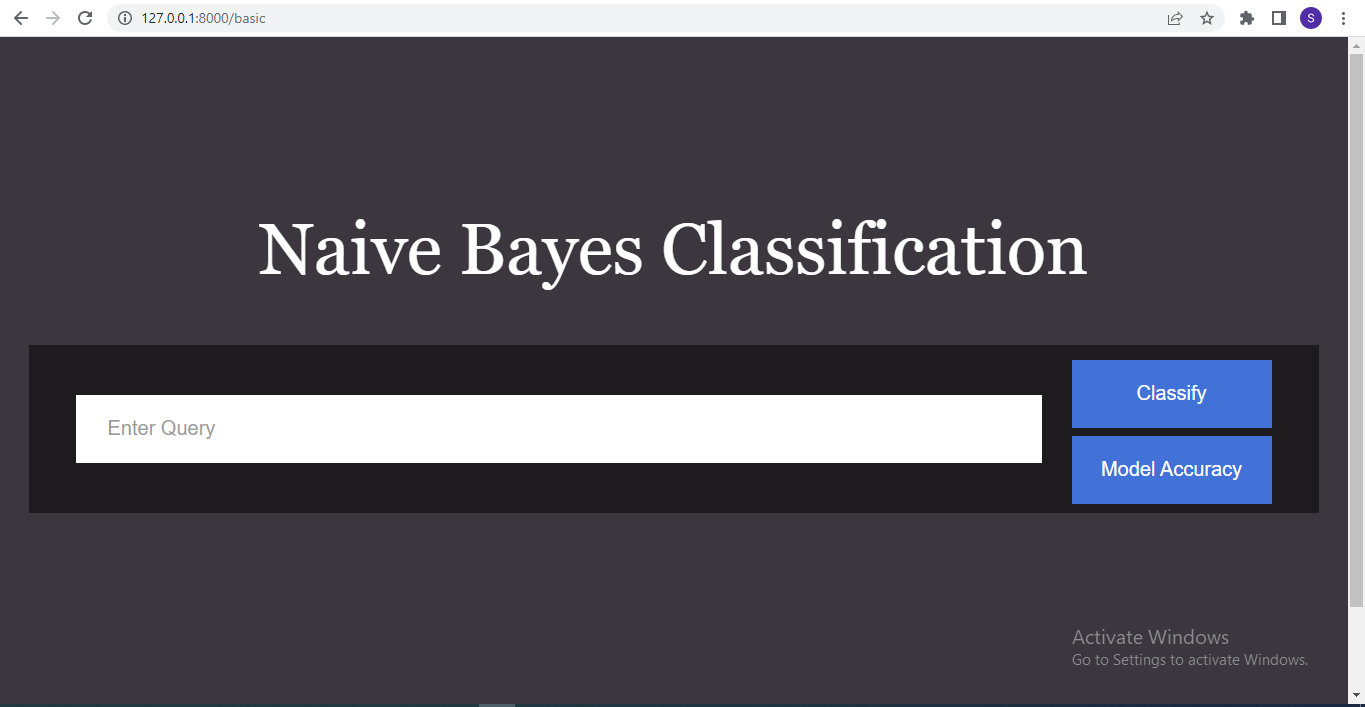 127.0.0.1:8000/basic
S
Naive Bayes Classification
Enter Query
Classify
Model Accuracy
Activate Windows
Go to Settings to activate Windows.